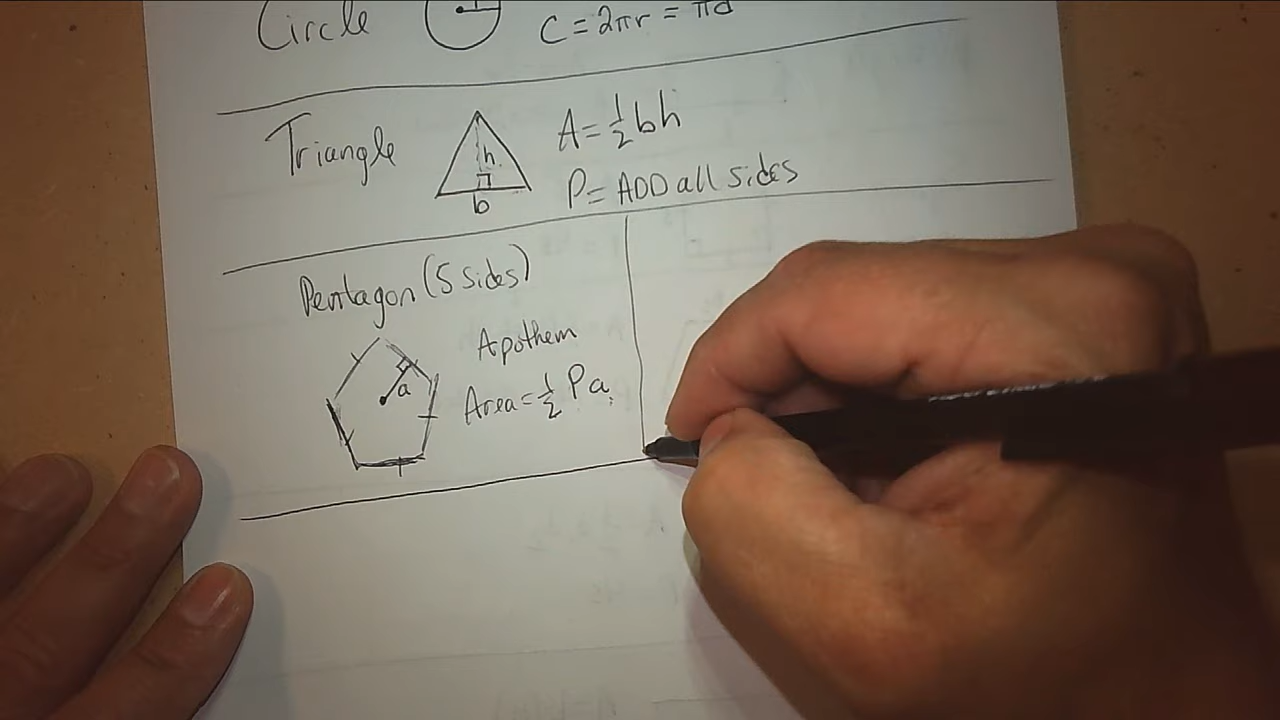 Circle C = 2πr = πd
Triangle h b A = ½bh
P = ADD all sides
Pentagon (5 sides)
Apothem
a Area = ½ Pa